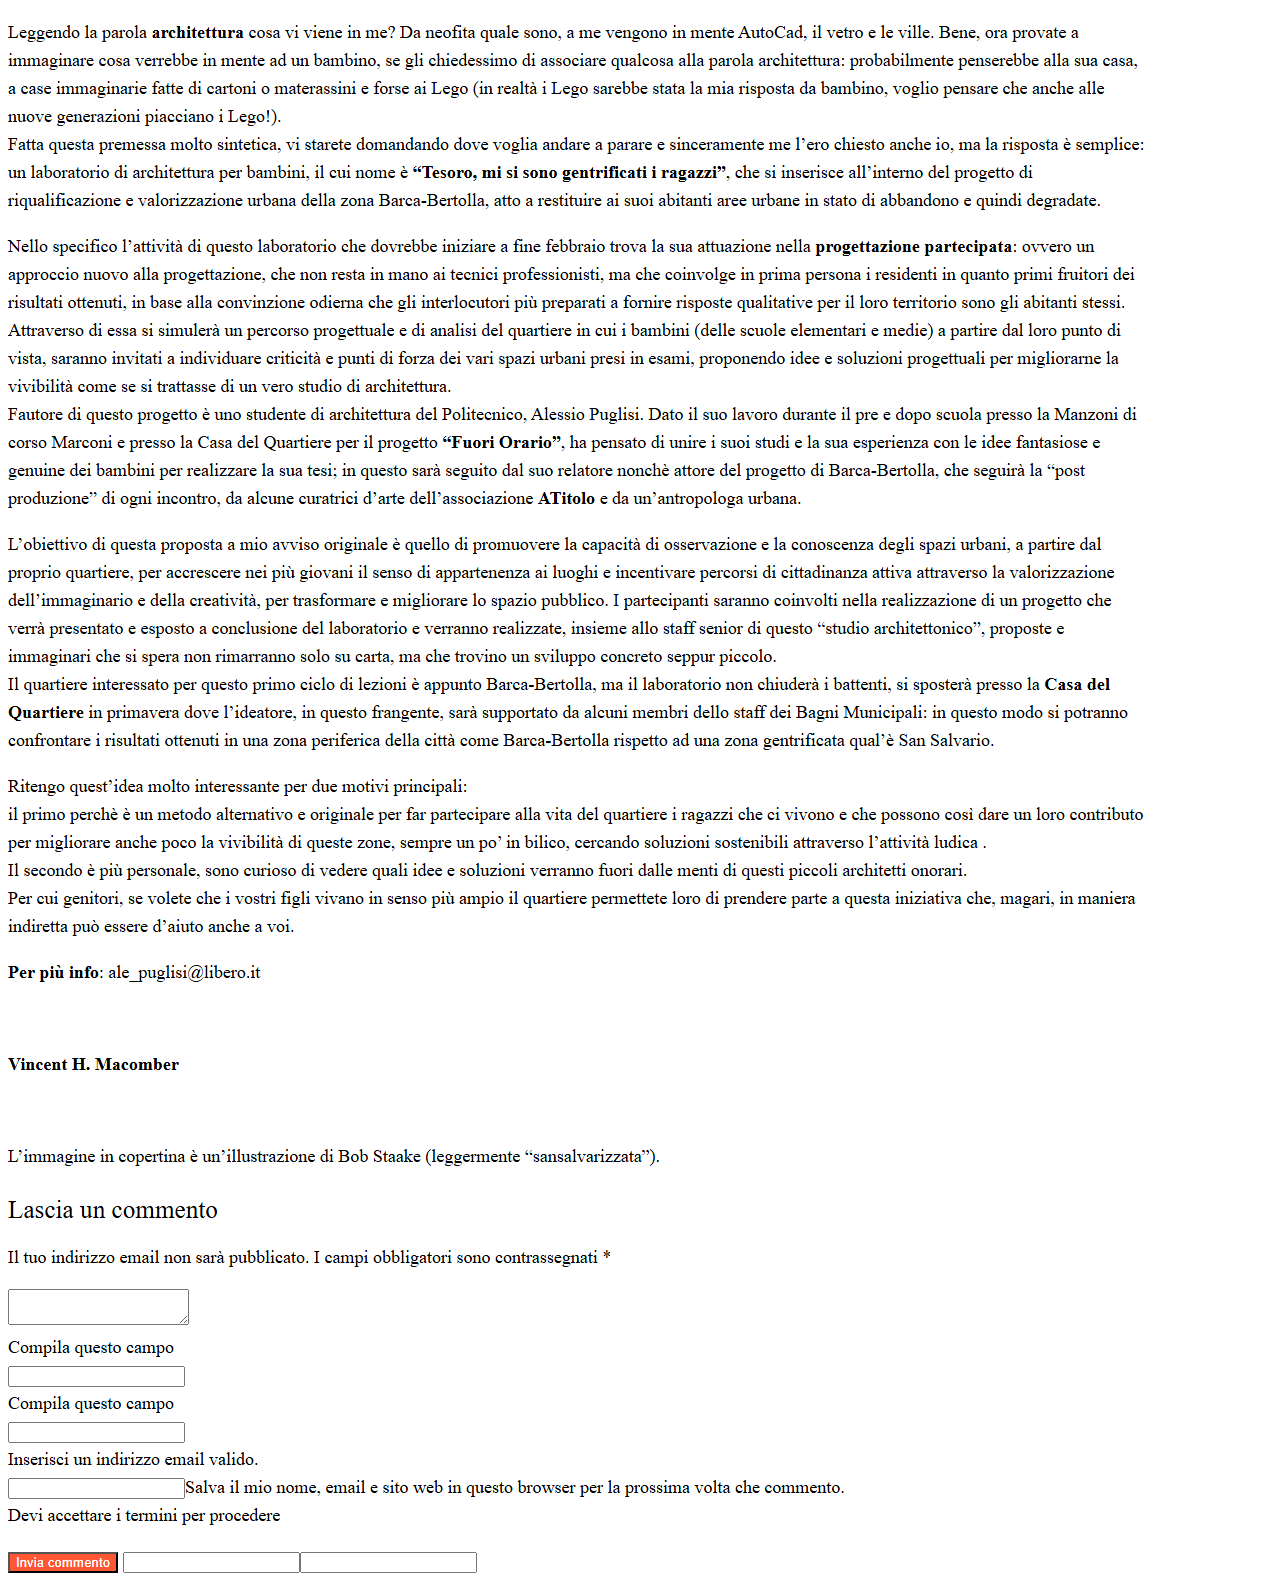 Leggendo la parola architettura cosa vi viene in me? Da neofita quale sono, a me vengono in mente AutoCad, il vetro e le ville. Bene, ora provate a
immaginare cosa verrebbe in mente ad un bambino, se gli chiedessimo di associare qualcosa alla parola architettura: probabilmente penserebbe alla sua casa,
a case immaginarie fatte di cartoni o materassini e forse ai Lego (in realtà i Lego sarebbe stata la mia risposta da bambino, voglio pensare che anche alle
nuove generazioni piacciano i Lego!).
Fatta questa premessa molto sintetica, vi starete domandando dove voglia andare a parare e sinceramente me l’ero chiesto anche io, ma la risposta è semplice:
un laboratorio di architettura per bambini, il cui nome è “Tesoro, mi si sono gentrificati i ragazzi”, che si inserisce all’interno del progetto di
riqualificazione e valorizzazione urbana della zona Barca-Bertolla, atto a restituire ai suoi abitanti aree urbane in stato di abbandono e quindi degradate.
Nello specifico l’attività di questo laboratorio che dovrebbe iniziare a fine febbraio trova la sua attuazione nella progettazione partecipata: ovvero un
approccio nuovo alla progettazione, che non resta in mano ai tecnici professionisti, ma che coinvolge in prima persona i residenti in quanto primi fruitori dei
risultati ottenuti, in base alla convinzione odierna che gli interlocutori più preparati a fornire risposte qualitative per il loro territorio sono gli abitanti stessi.
Attraverso di essa si simulerà un percorso progettuale e di analisi del quartiere in cui i bambini (delle scuole elementari e medie) a partire dal loro punto di
vista, saranno invitati a individuare criticità e punti di forza dei vari spazi urbani presi in esami, proponendo idee e soluzioni progettuali per migliorarne la
vivibilità come se si trattasse di un vero studio di architettura.
Fautore di questo progetto è uno studente di architettura del Politecnico, Alessio Puglisi. Dato il suo lavoro durante il pre e dopo scuola presso la Manzoni di
corso Marconi e presso la Casa del Quartiere per il progetto “Fuori Orario”, ha pensato di unire i suoi studi e la sua esperienza con le idee fantasiose e
genuine dei bambini per realizzare la sua tesi; in questo sarà seguito dal suo relatore nonchè attore del progetto di Barca-Bertolla, che seguirà la “post
produzione” di ogni incontro, da alcune curatrici d’arte dell’associazione ATitolo e da un’antropologa urbana.
L’obiettivo di questa proposta a mio avviso originale è quello di promuovere la capacità di osservazione e la conoscenza degli spazi urbani, a partire dal
proprio quartiere, per accrescere nei più giovani il senso di appartenenza ai luoghi e incentivare percorsi di cittadinanza attiva attraverso la valorizzazione
dell’immaginario e della creatività, per trasformare e migliorare lo spazio pubblico. I partecipanti saranno coinvolti nella realizzazione di un progetto che
verrà presentato e esposto a conclusione del laboratorio e verranno realizzate, insieme allo staff senior di questo “studio architettonico”, proposte e
immaginari che si spera non rimarranno solo su carta, ma che trovino un sviluppo concreto seppur piccolo.
Il quartiere interessato per questo primo ciclo di lezioni è appunto Barca-Bertolla, ma il laboratorio non chiuderà i battenti, si sposterà presso la Casa del
Quartiere in primavera dove l’ideatore, in questo frangente, sarà supportato da alcuni membri dello staff dei Bagni Municipali: in questo modo si potranno
confrontare i risultati ottenuti in una zona periferica della città come Barca-Bertolla rispetto ad una zona gentrificata qual’è San Salvario.
Ritengo quest’idea molto interessante per due motivi principali:
il primo perchè è un metodo alternativo e originale per far partecipare alla vita del quartiere i ragazzi che ci vivono e che possono così dare un loro contributo
per migliorare anche poco la vivibilità di queste zone, sempre un po’ in bilico, cercando soluzioni sostenibili attraverso l’attività ludica .
Il secondo è più personale, sono curioso di vedere quali idee e soluzioni verranno fuori dalle menti di questi piccoli architetti onorari.
Per cui genitori, se volete che i vostri figli vivano in senso più ampio il quartiere permettete loro di prendere parte a questa iniziativa che, magari, in maniera
indiretta può essere d’aiuto anche a voi.
Per più info: ale_puglisi@libero.it
Vincent H. Macomber
L’immagine in copertina è un’illustrazione di Bob Staake (leggermente “sansalvarizzata”).
Lascia un commento
Il tuo indirizzo email non sarà pubblicato. I campi obbligatori sono contrassegnati *
Compila questo campo
Compila questo campo
Inserisci un indirizzo email valido.
Salva il mio nome, email e sito web in questo browser per la prossima volta che commento.
Devi accettare i termini per procedere
Invia commento